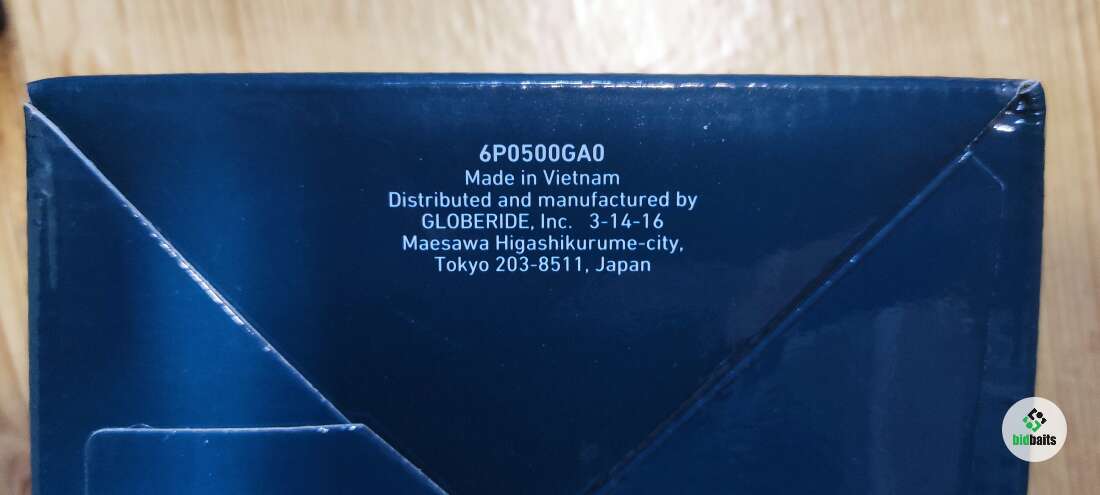 6P0500GA0
Made in Vietnam
Distributed and manufactured by
GLOBERIDE, Inc. 3-14-16
Maesawa Higashikurume-city,
Tokyo 203-8511, Japan
bidbaits